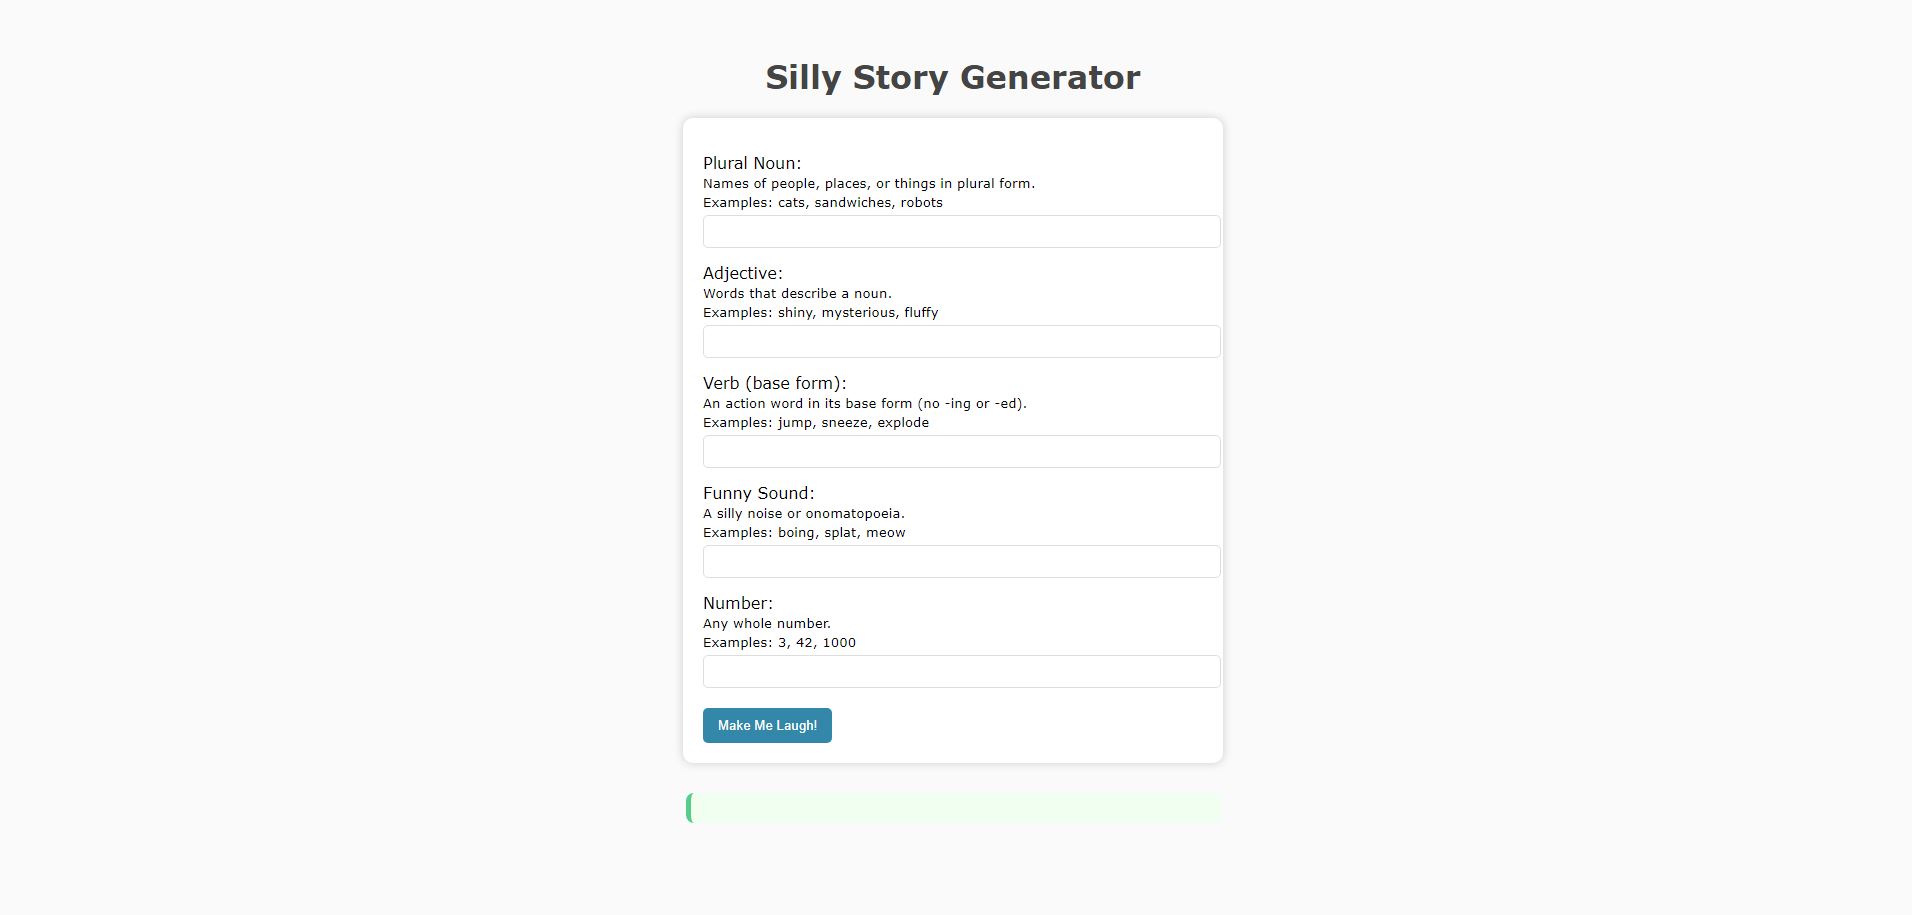 Silly Story Generator
Plural Noun:
Names of people, places, or things in plural form.
Examples: cats, sandwiches, robots
Adjective:
Words that describe a noun.
Examples: shiny, mysterious, fluffy
Verb (base form):
An action word in its base form (no -ing or -ed).
Examples: jump, sneeze, explode
Funny Sound:
A silly noise or onomatopoeia.
Examples: boing, splat, meow
Number:
Any whole number.
Examples: 3, 42, 1000
Make Me Laugh!